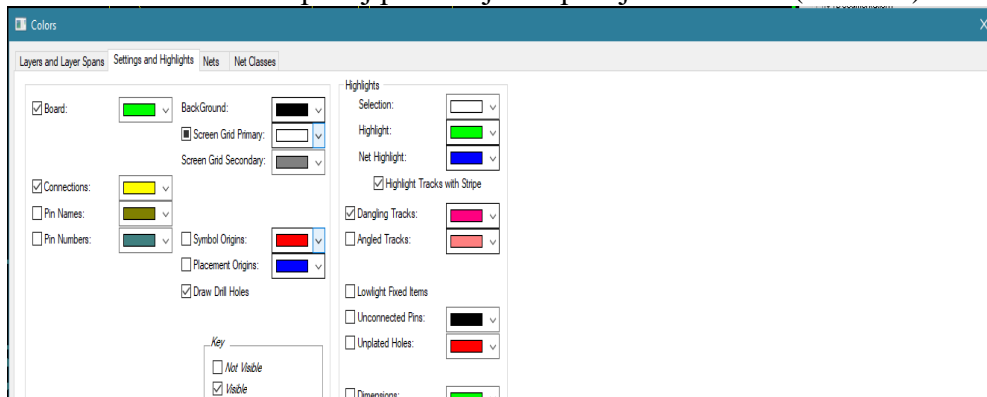 Colors
Layers and Layer Spans Settings and Highlights Nets Net Classes
Board:
BackGround:
Screen Grid Primary:
Screen Grid Secondary:
Connections:
Pin Names:
Pin Numbers:
Symbol Origins:
Placement Origins:
Draw Drill Holes
Key
Not Visible
Visible
Highlights
Selection:
Highlight:
Net Highlight:
Highlight Tracks with Stripe
Dangling Tracks:
Angled Tracks:
Lowlight Fixed Items
Unconnected Pins:
Unplated Holes:
Dimensions: